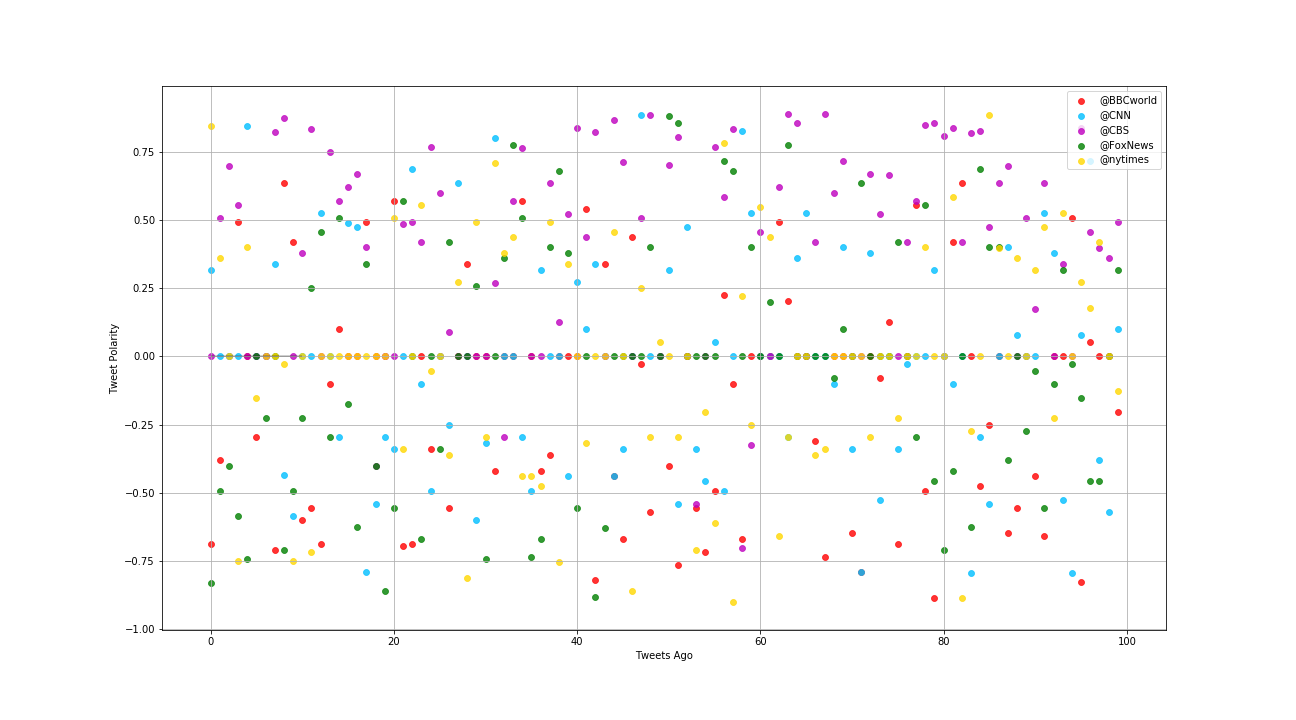 @BBCworld
@CNN
@CBS
@FoxNews
@nytimes
Tweet Polarity
0.75
0.50
0.25
0.00
−0.25
−0.50
−0.75
−1.00
0 20 40 60 80 100
Tweets Ago